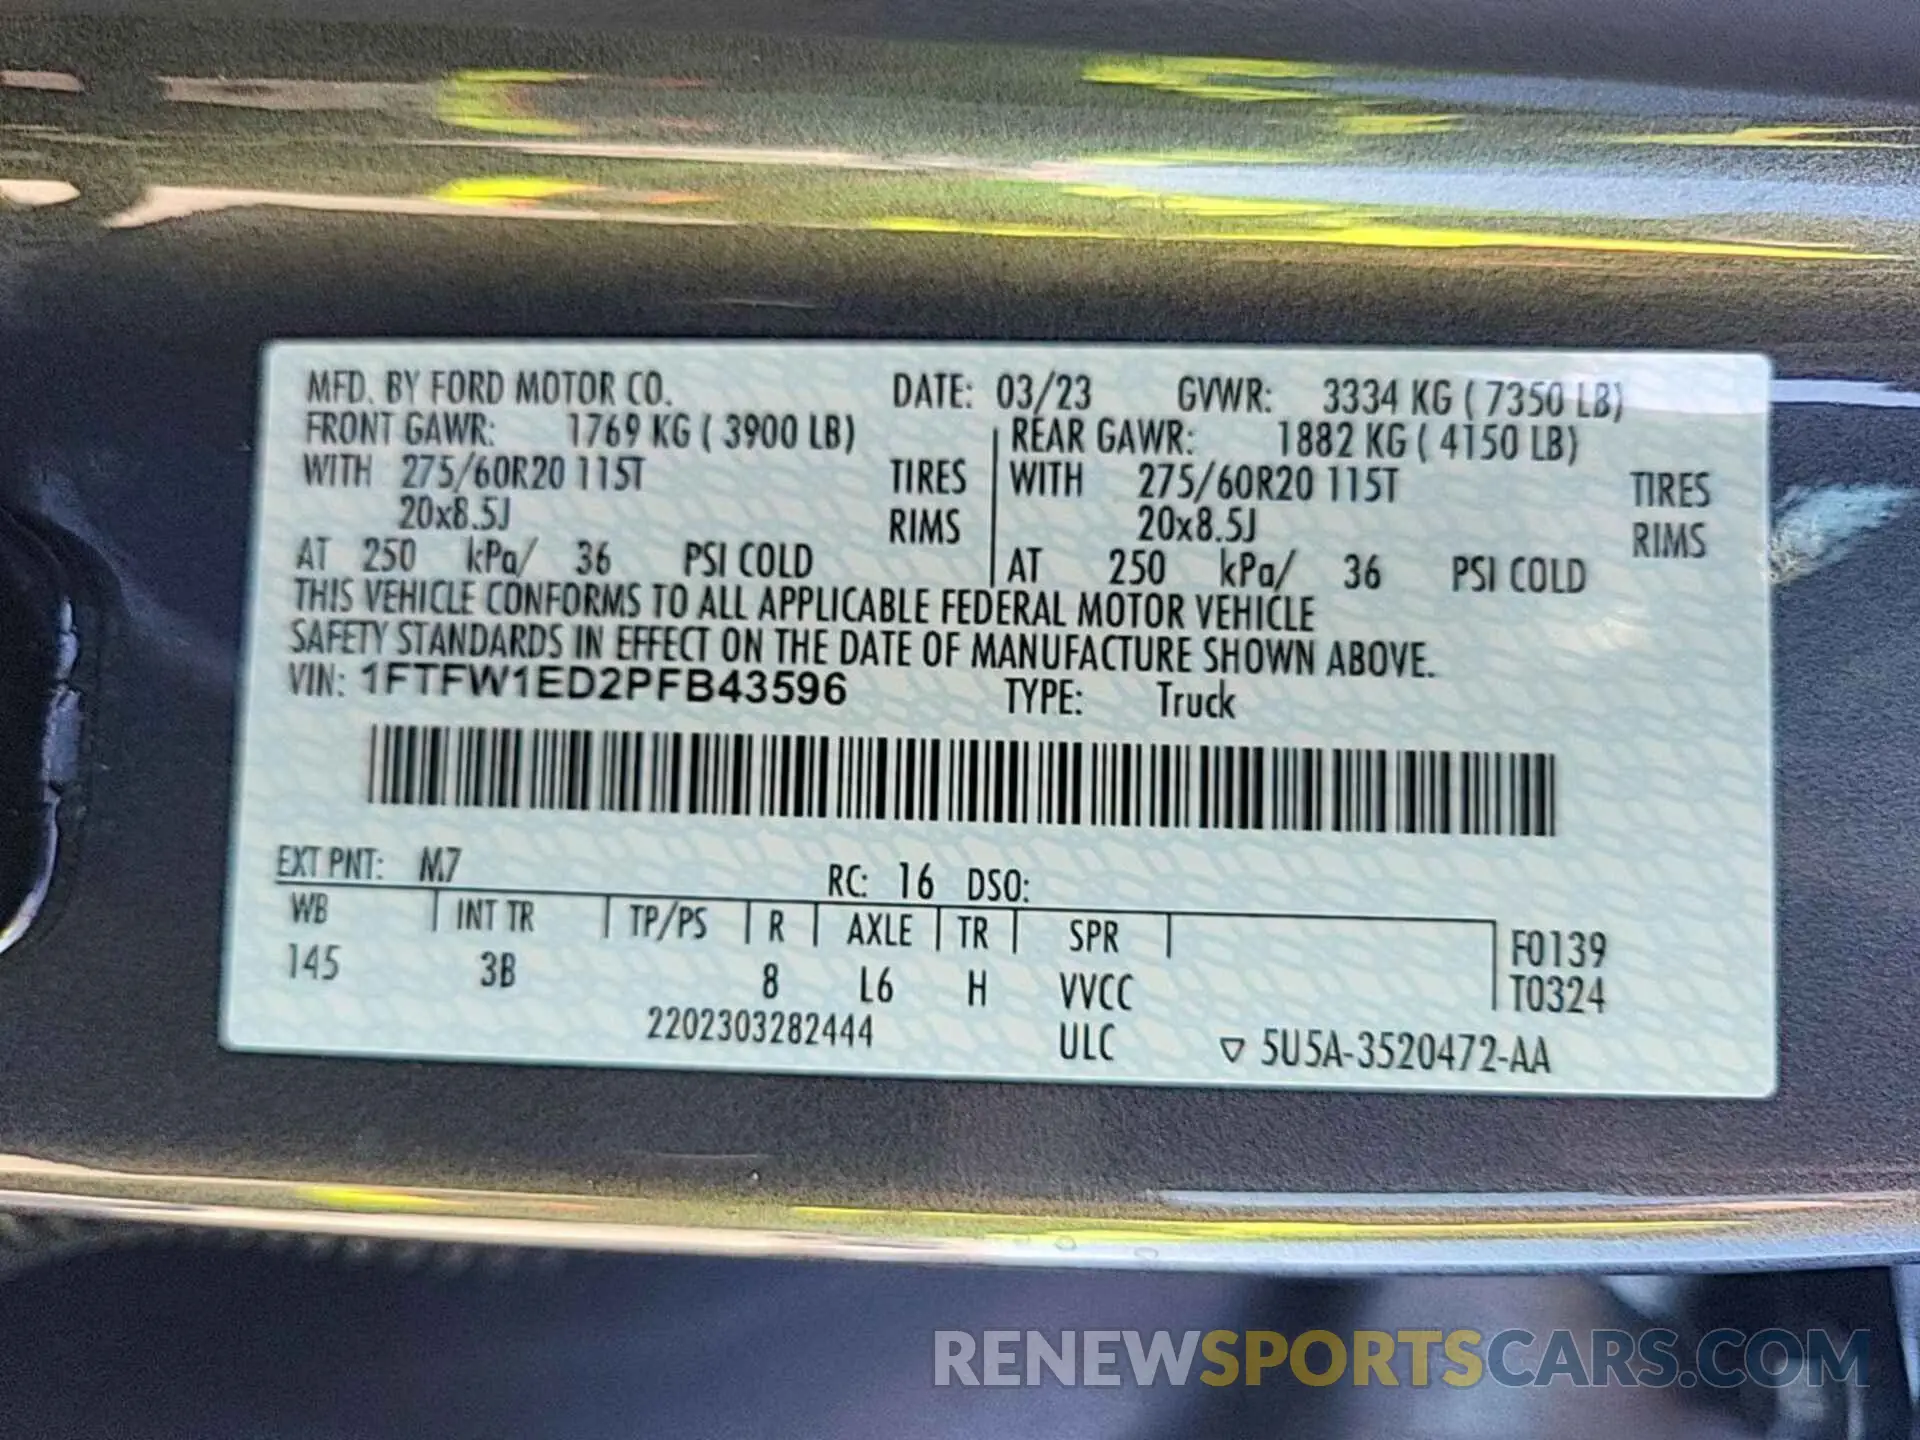 MFD. BY FORD MOTOR CO. DATE: 03/23 GVWR: 3334 KG ( 7350 LB)
FRONT GAWR: 1769 KG ( 3900 LB) REAR GAWR: 1882 KG ( 4150 LB)
WITH 275/60R20 115T TIRES WITH 275/60R20 115T TIRES
20x8.5J RIMS 20x8.5J RIMS
AT 250 kPa/ 36 PSI COLD AT 250 kPa/ 36 PSI COLD
THIS VEHICLE CONFORMS TO ALL APPLICABLE FEDERAL MOTOR VEHICLE
SAFETY STANDARDS IN EFFECT ON THE DATE OF MANUFACTURE SHOWN ABOVE.
VIN: 1FTFW1ED2PFB43596 TYPE: Truck
EXT PNT: M7 RC: 16 DSO:
WB INT TR TP/PS R AXLE TR SPR F0139
145 3B 8 L6 H VVCC T0324
2202303282444 ULC ▽ 5U5A-3520472-AA
RENEWSPORTSCARS.COM